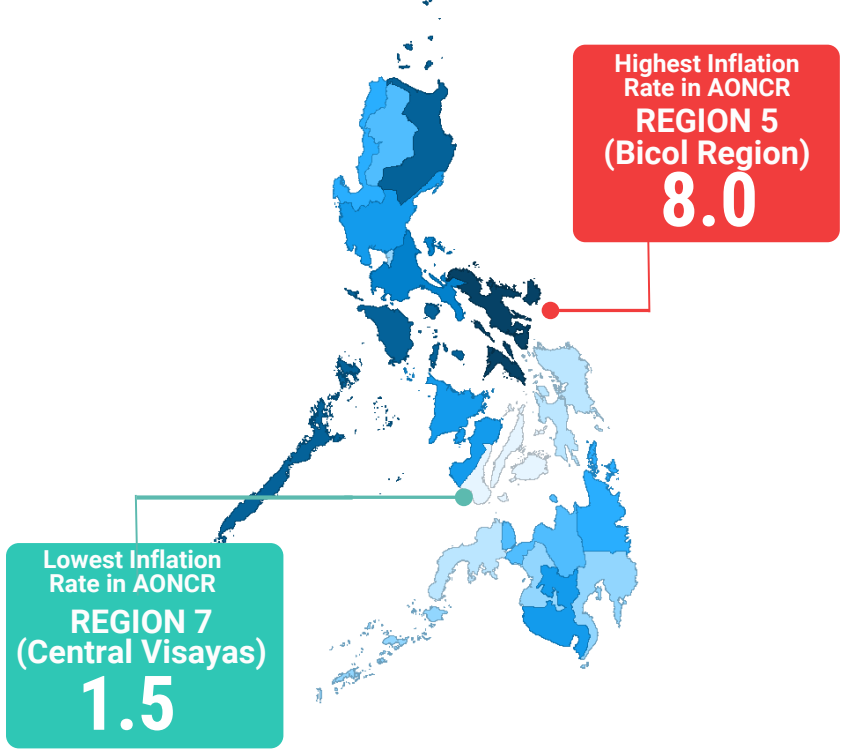 Highest Inflation
Rate in AONCR
REGION 5
(Bicol Region)
8.0
Lowest Inflation
Rate in AONCR
REGION 7
(Central Visayas)
1.5